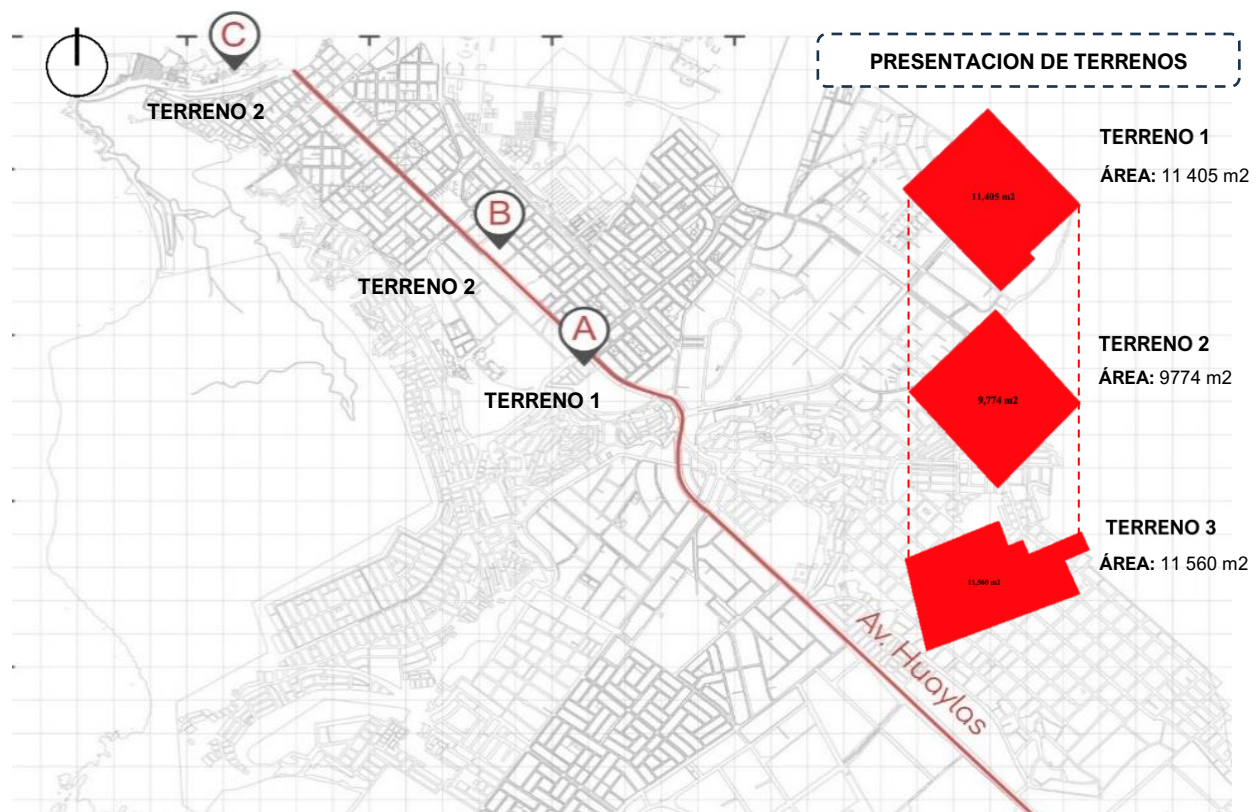 C
PRESENTACION DE TERRENOS
TERRENO 2
TERRENO 1
ÁREA: 11 405 m2
11,405 m2
B
TERRENO 2
A
TERRENO 1
TERRENO 2
ÁREA: 9774 m2
9,774 m2
TERRENO 3
ÁREA: 11 560 m2
11,560 m2
Av. Huaylas